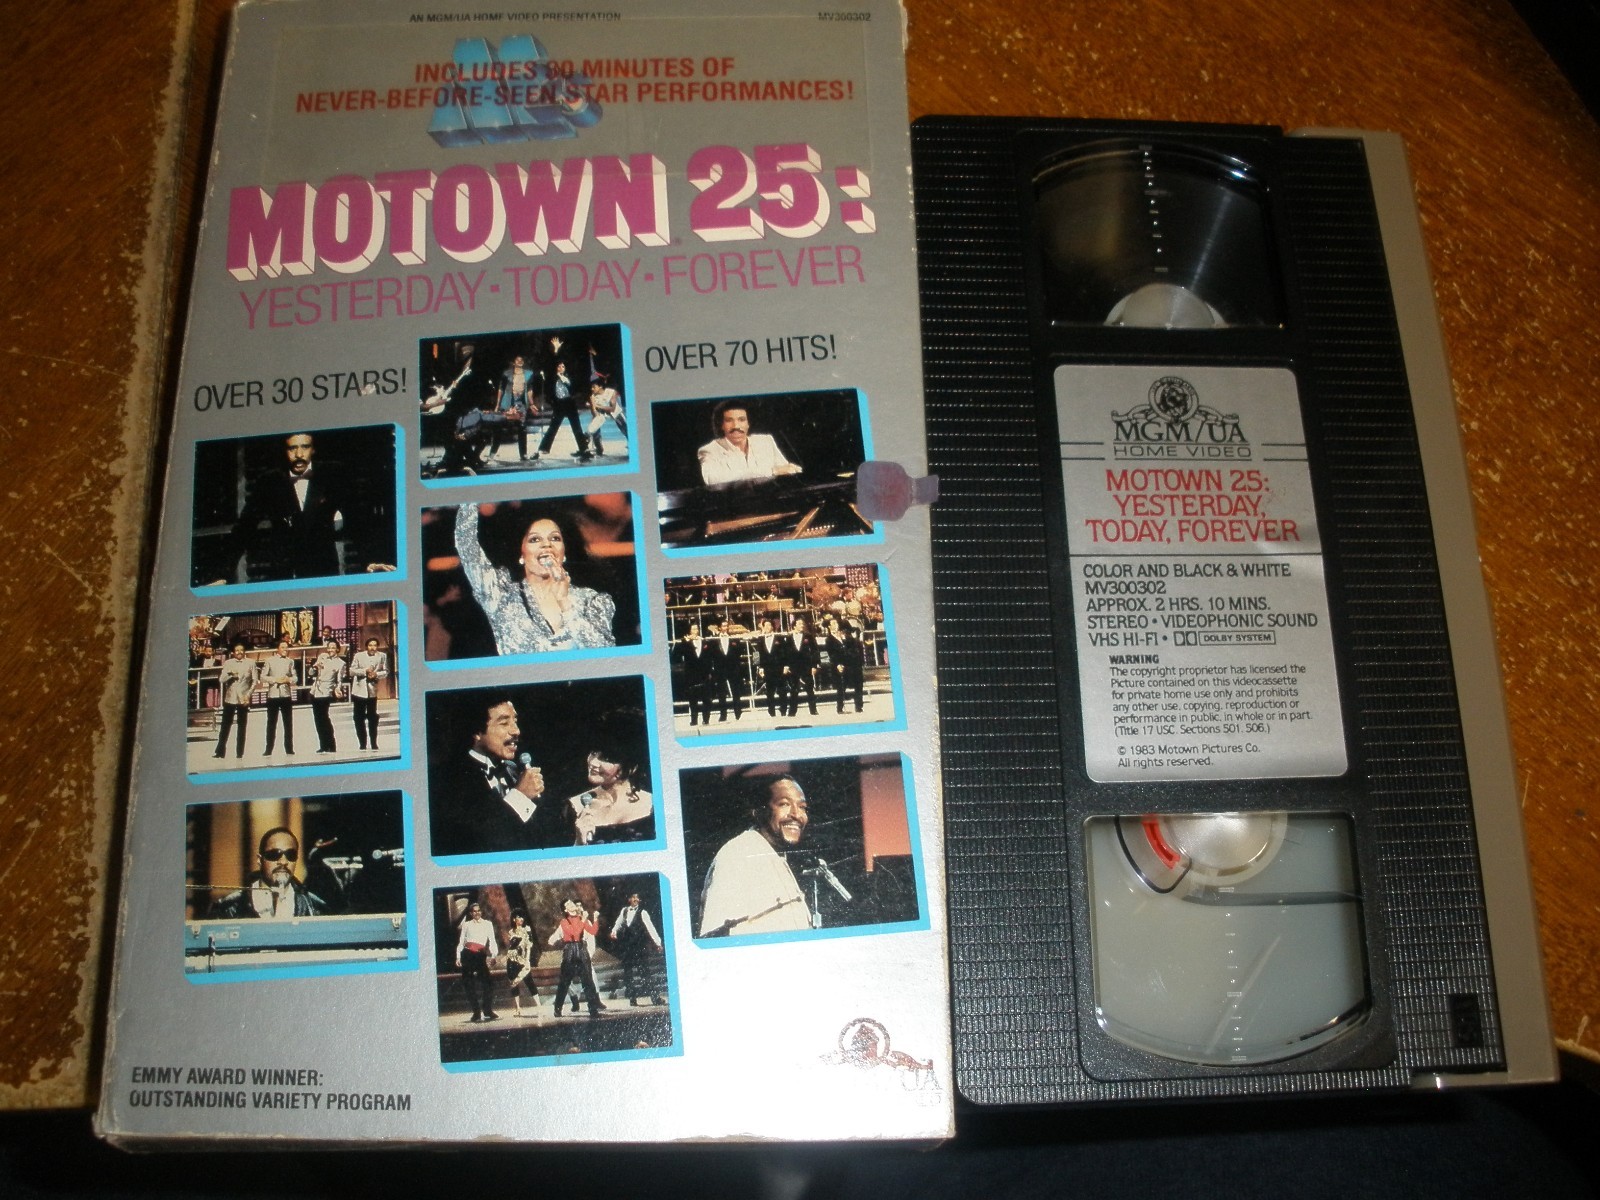 AN MGM/UA HOME VIDEO PRESENTATION
MV300302
INCLUDES 30 MINUTES OF
NEVER-BEFORE-SEEN STAR PERFORMANCES!
MOTOWN 25:
YESTERDAY·TODAY·FOREVER
OVER 30 STARS!
OVER 70 HITS!
EMMY AWARD WINNER:
OUTSTANDING VARIETY PROGRAM
UA
MGM/UA
HOME VIDEO
MOTOWN 25:
YESTERDAY,
TODAY, FOREVER
COLOR AND BLACK & WHITE
MV300302
APPROX. 2 HRS. 10 MINS.
STEREO • VIDEOPHONIC SOUND
VHS HI-FI • DOLBY SYSTEM
WARNING
The copyright proprietor has licensed the
Picture contained on this videocassette
for private home use only and prohibits
any other use, copying, reproduction or
performance in public, in whole or in part.
(Title 17 USC. Sections 501, 506.)
© 1983 Motown Pictures Co.
All rights reserved.